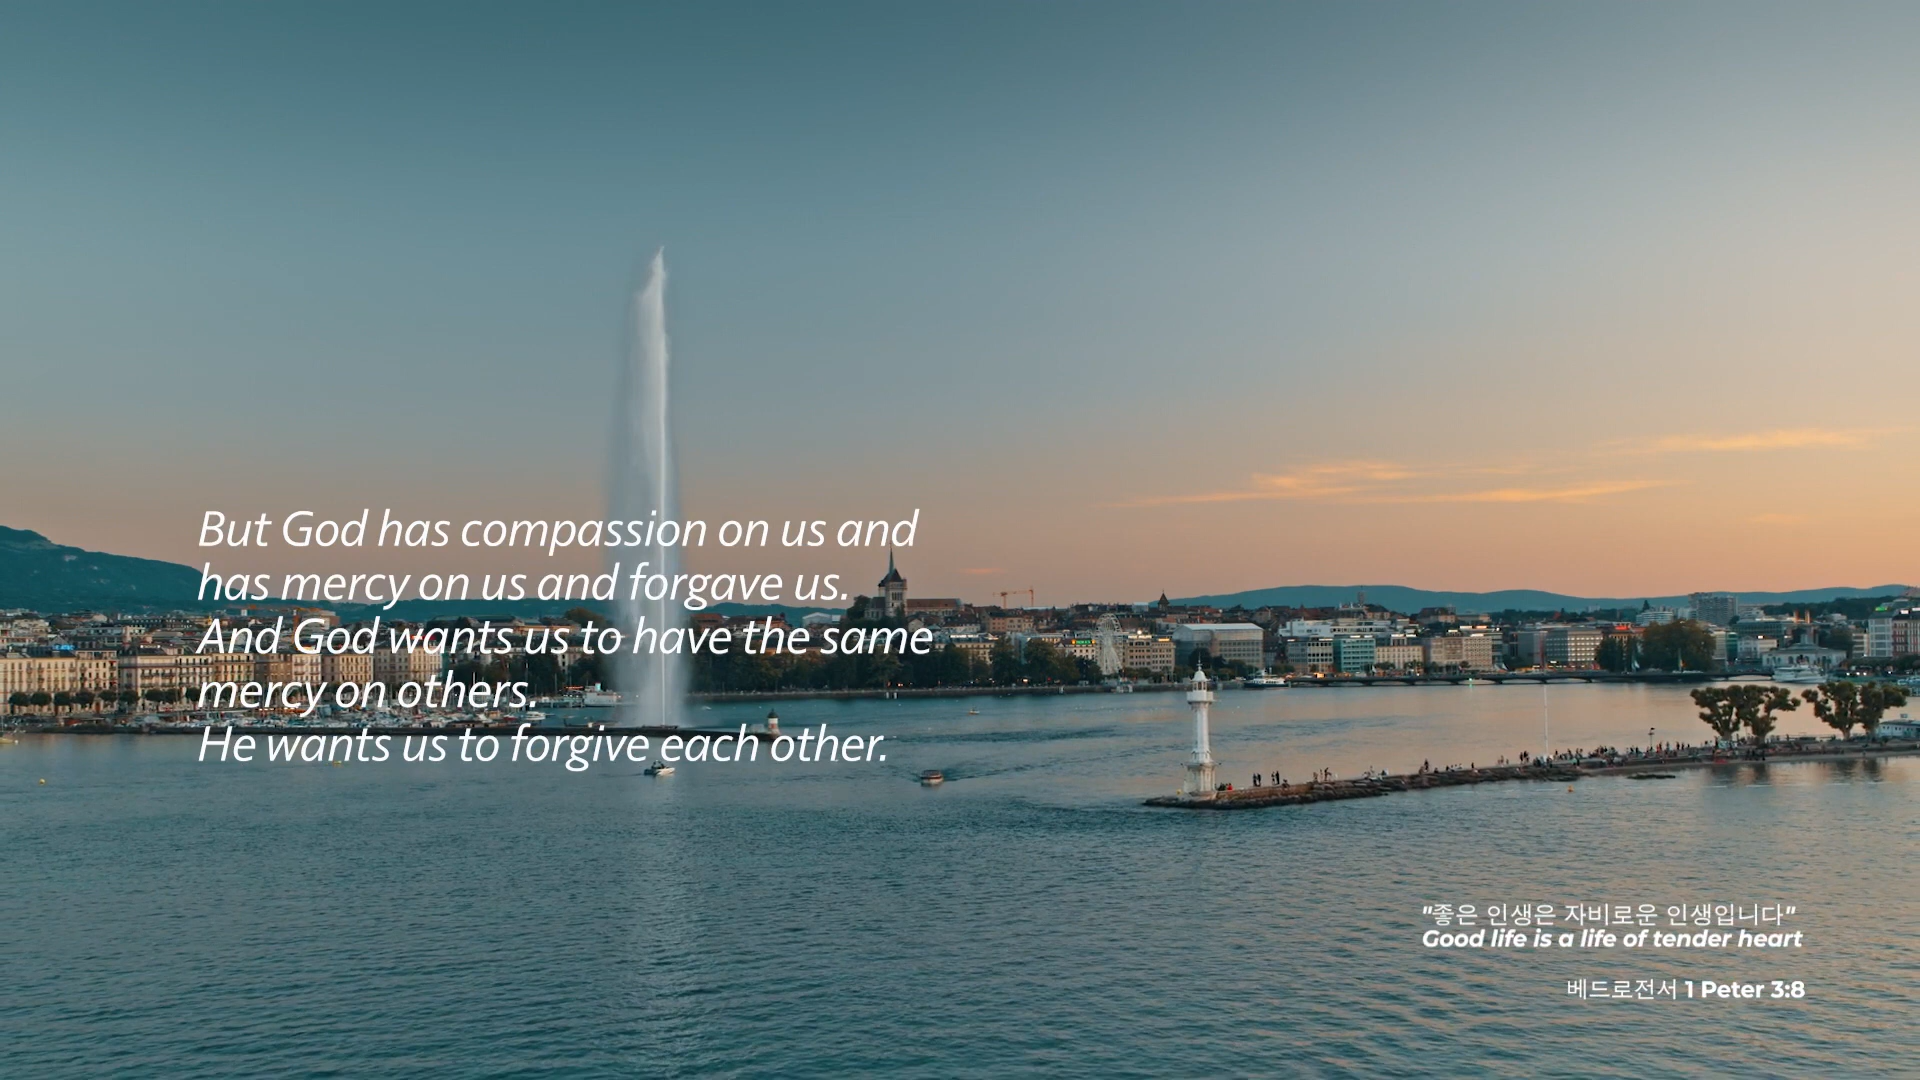 But God has compassion on us and
has mercy on us and forgave us.
And God wants us to have the same
mercy on others.
He wants us to forgive each other.
"좋은 인생은 자비로운 인생입니다"
Good life is a life of tender heart
베드로전서 1 Peter 3:8